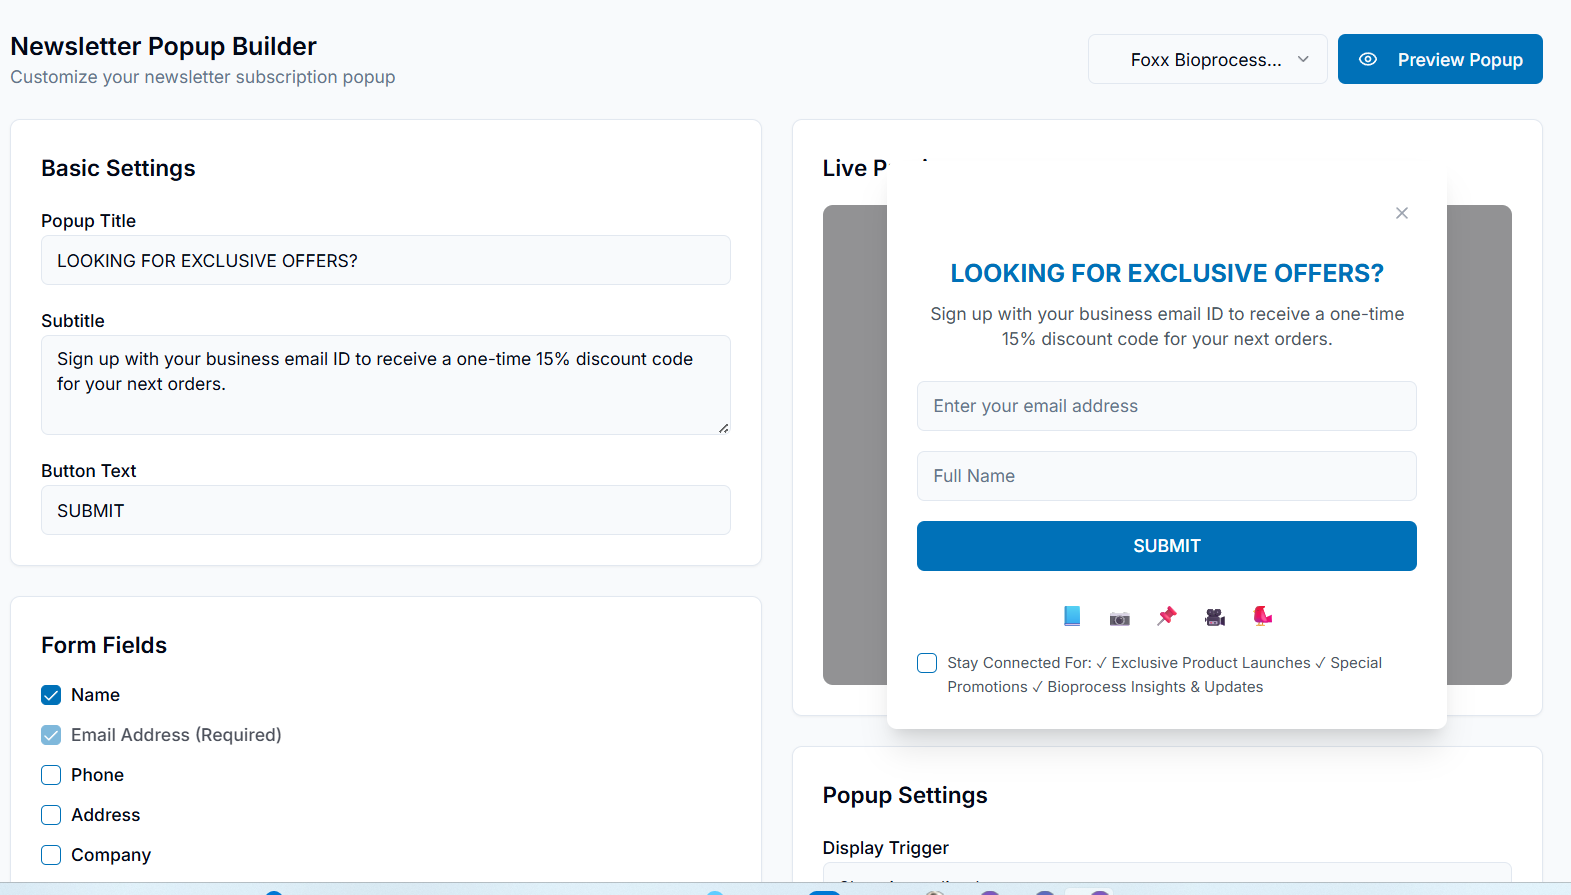 Newsletter Popup Builder
Customize your newsletter subscription popup
Foxx Bioprocess...
Preview Popup
Basic Settings
Popup Title
LOOKING FOR EXCLUSIVE OFFERS?
Subtitle
Sign up with your business email ID to receive a one-time 15% discount code
for your next orders.
Button Text
SUBMIT
Form Fields
Name
Email Address (Required)
Phone
Address
Company
Live
LOOKING FOR EXCLUSIVE OFFERS?
Sign up with your business email ID to receive a one-time
15% discount code for your next orders.
Enter your email address
Full Name
SUBMIT
Stay Connected For: ✓ Exclusive Product Launches ✓ Special
Promotions ✓ Bioprocess Insights & Updates
Popup Settings
Display Trigger